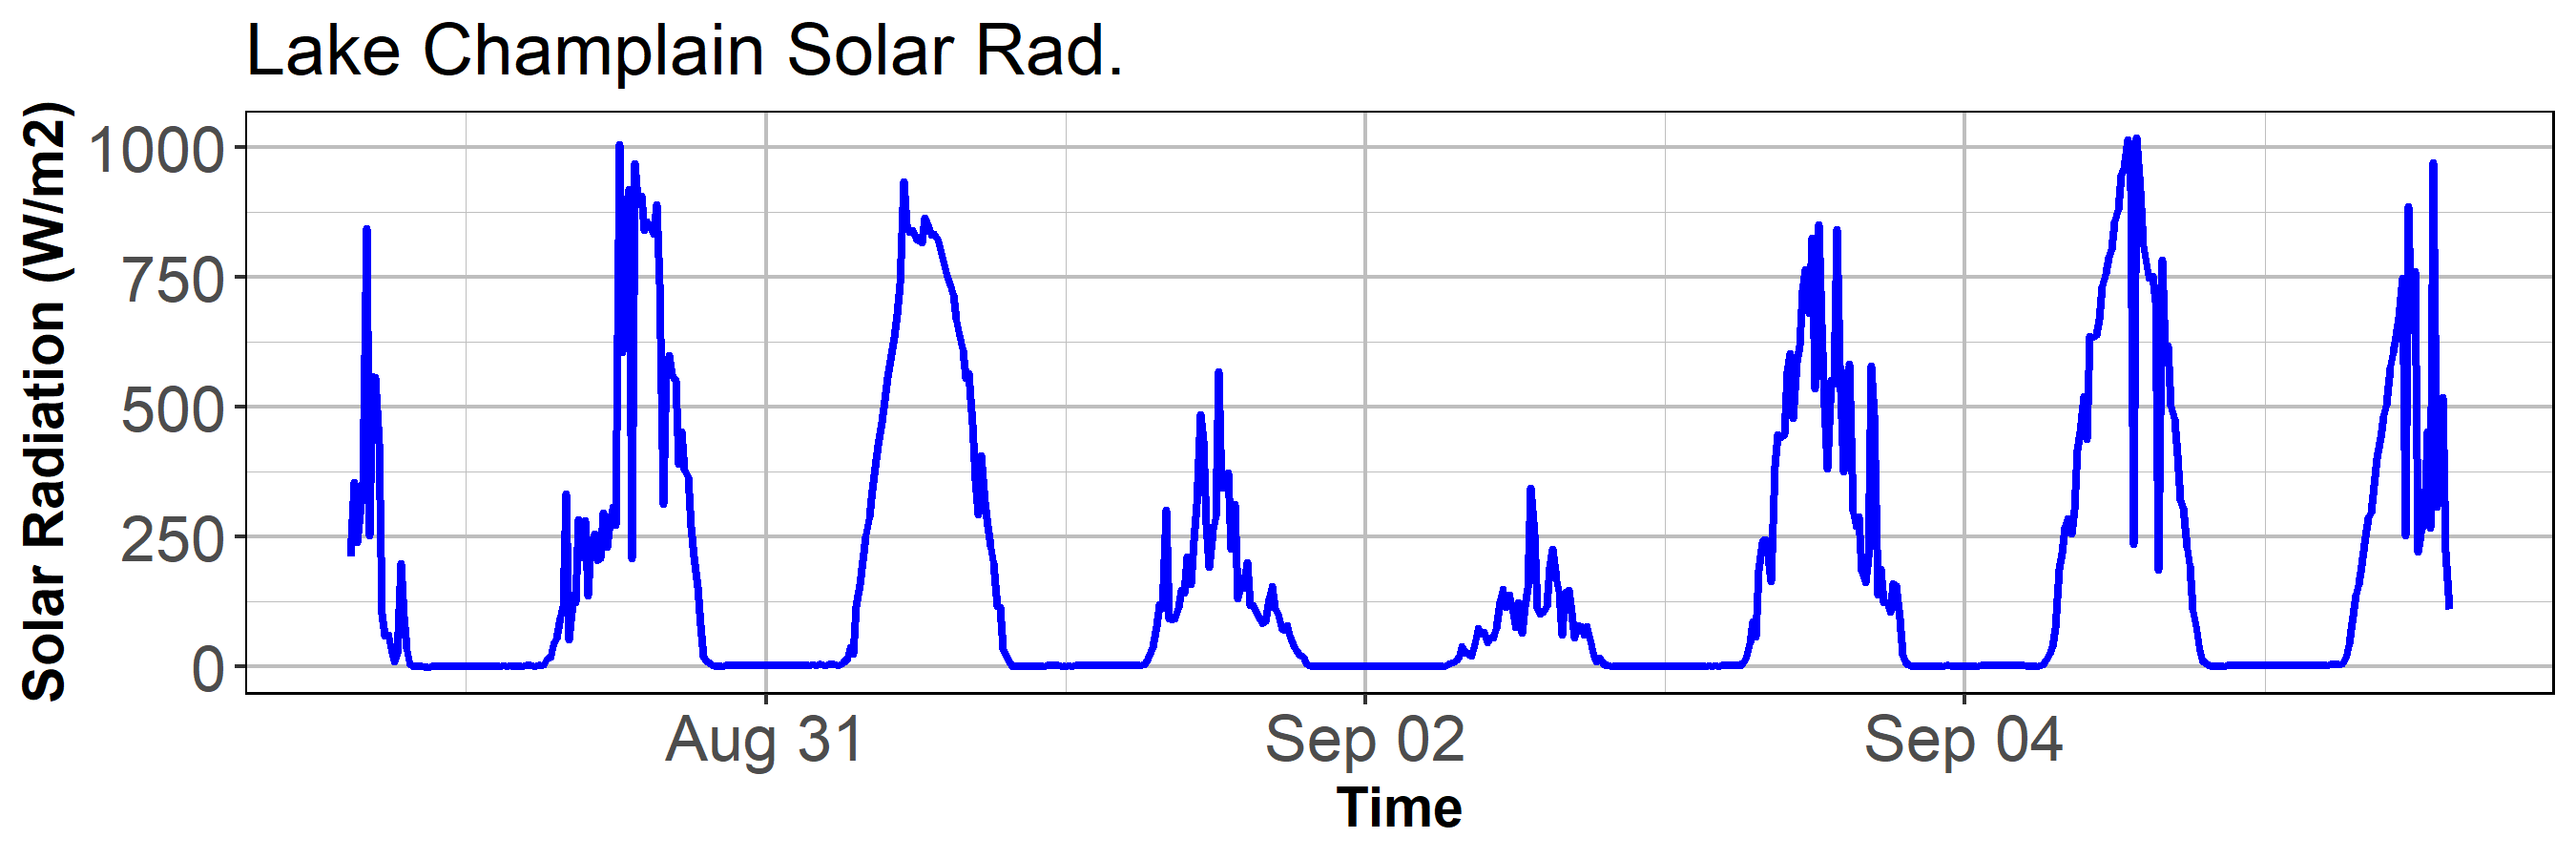 Lake Champlain Solar Rad.
Solar Radiation (W/m2)
1000
750
500
250
0
Aug 31
Sep 02
Sep 04
Time